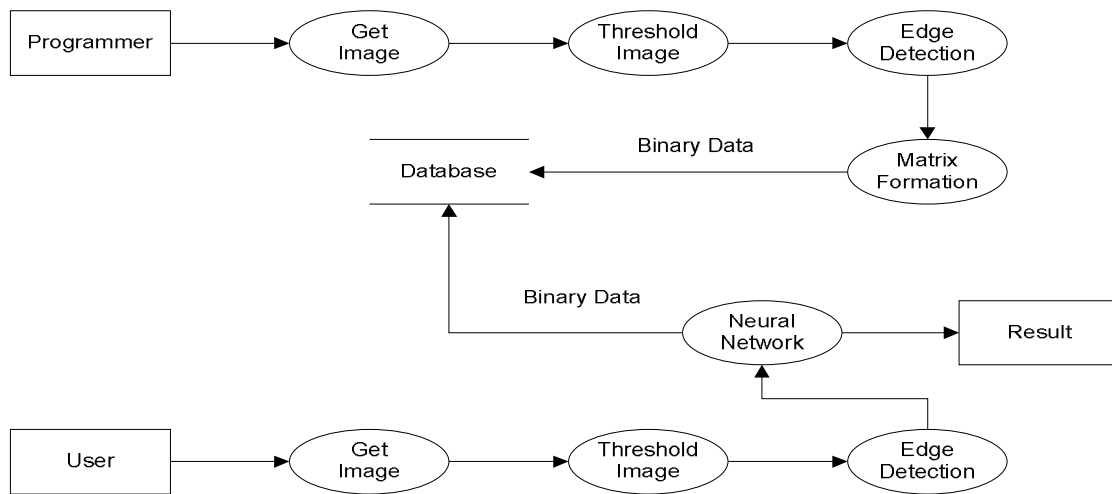 Programmer
Get
Image
Threshold
Image
Edge
Detection
Binary Data
Matrix
Formation
Database
Binary Data
Neural
Network
Result
User
Get
Image
Threshold
Image
Edge
Detection